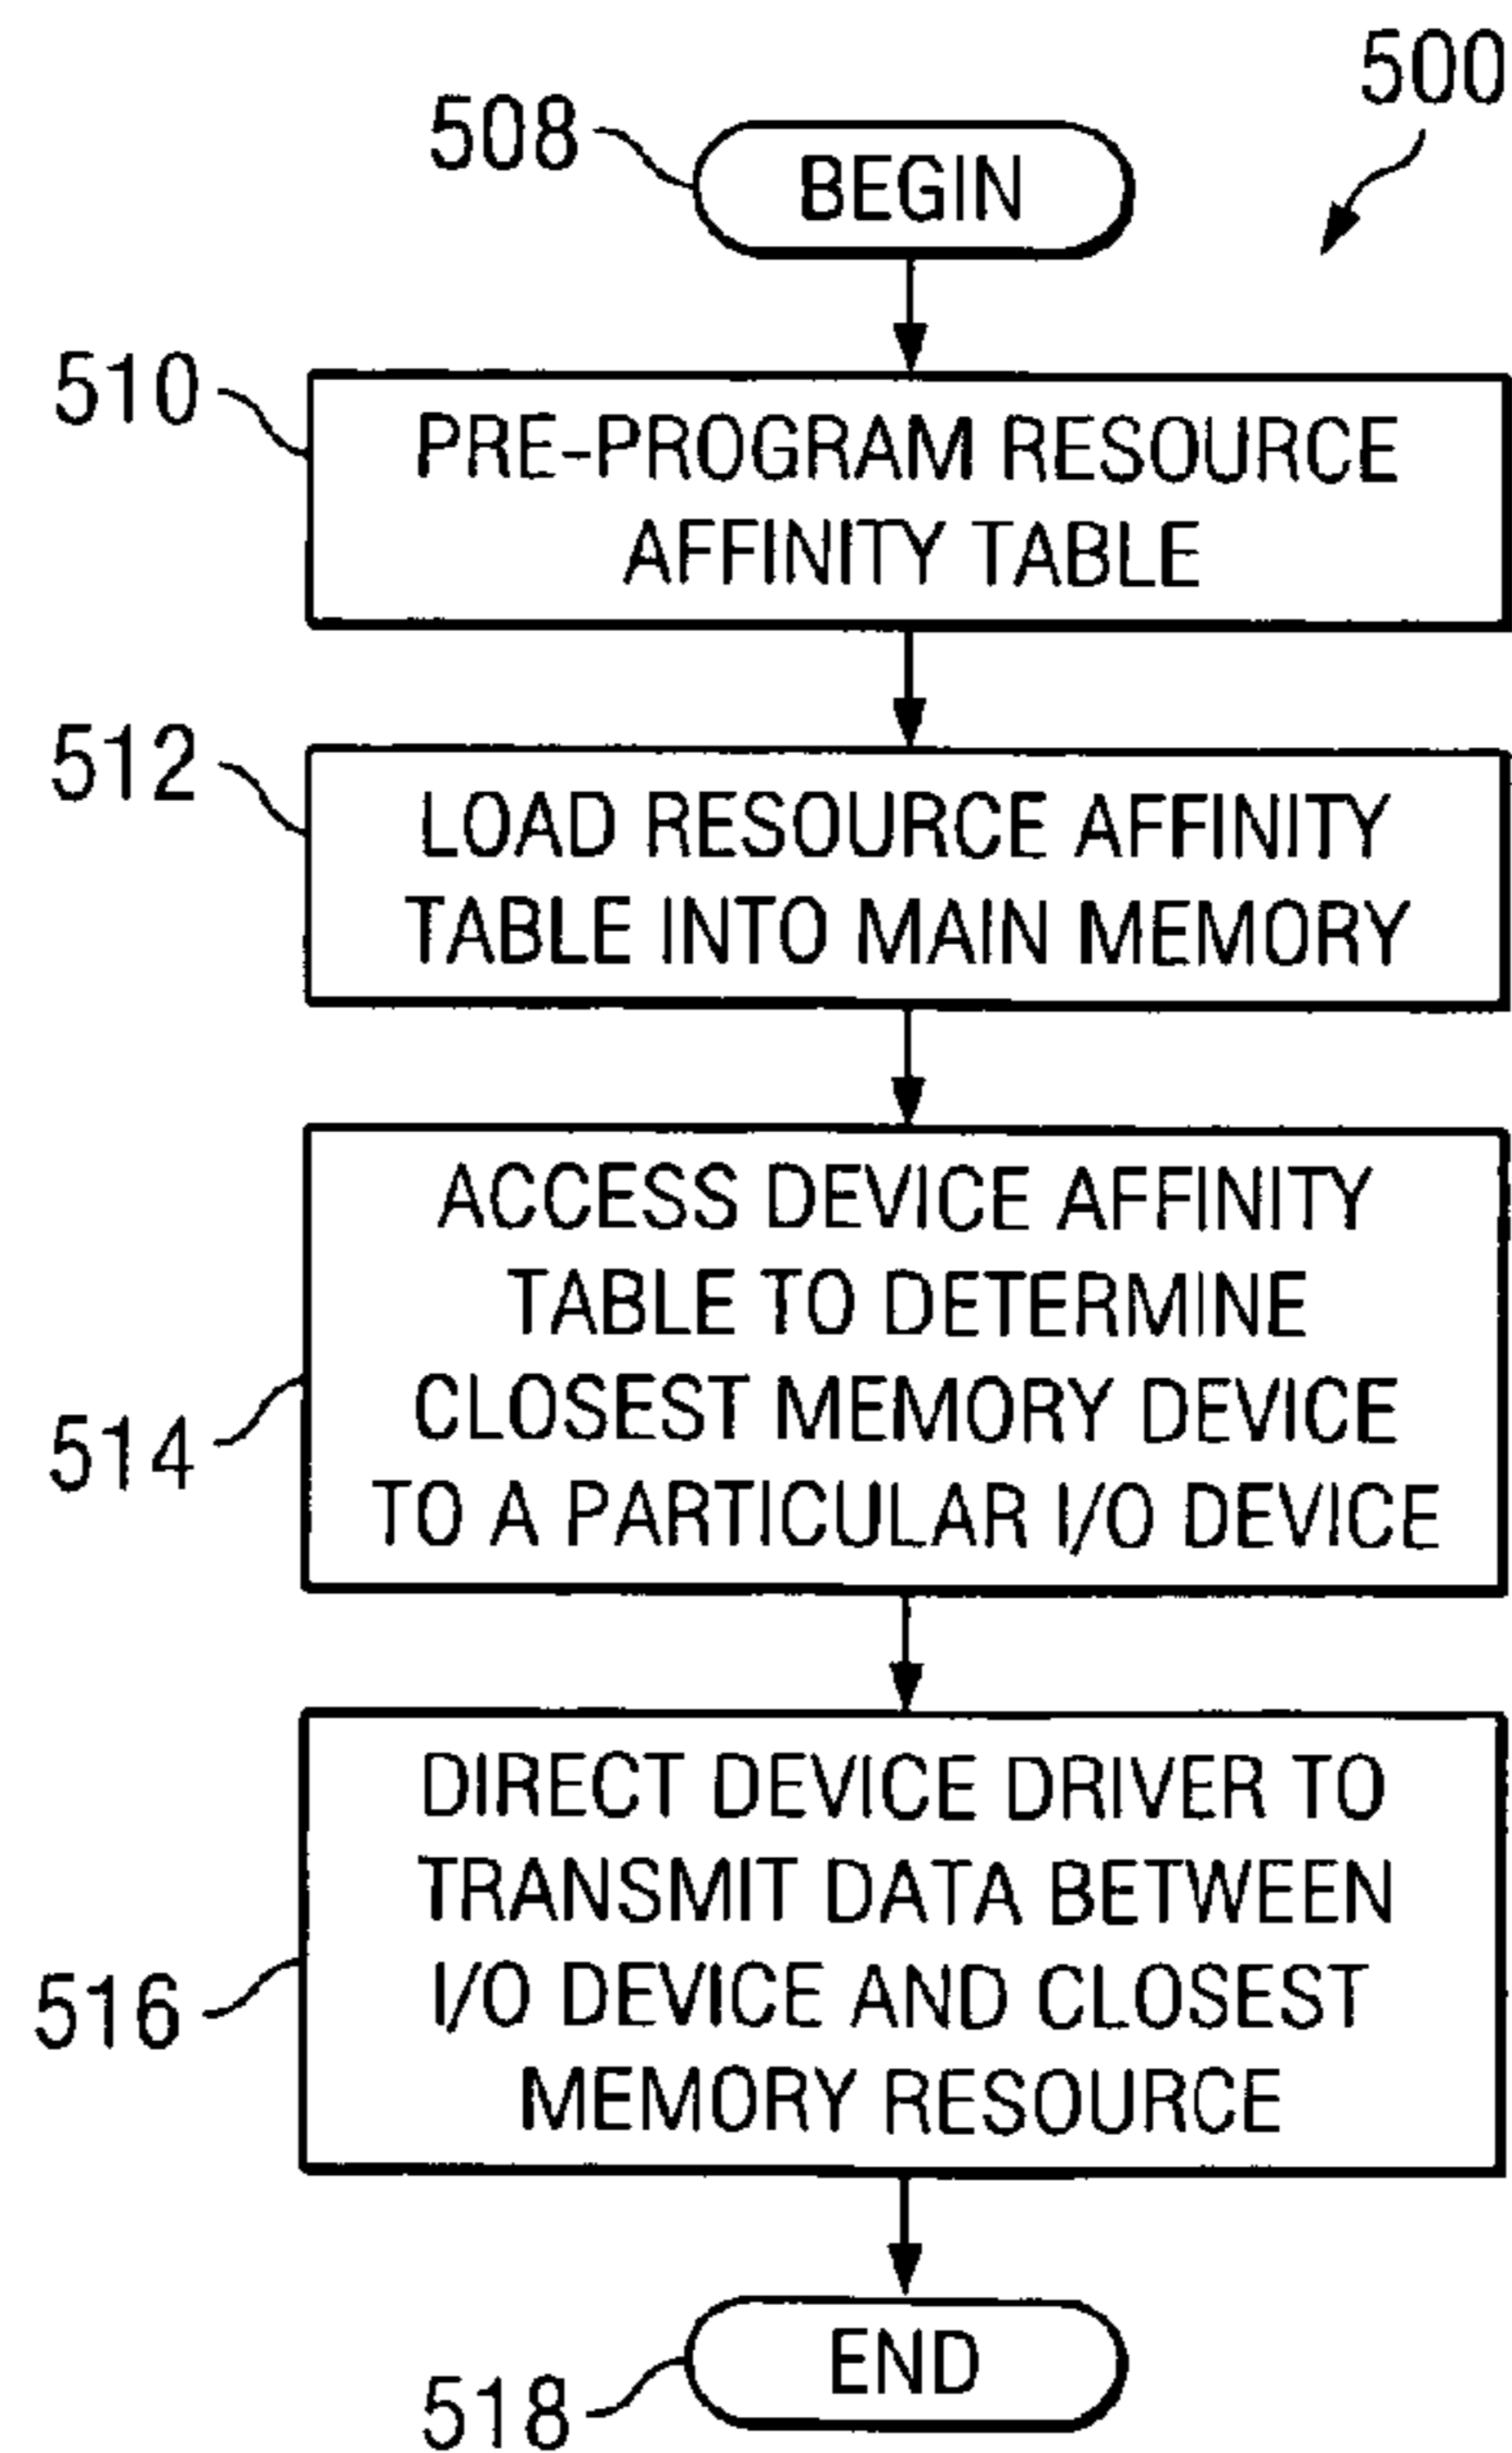 500
508
BEGIN
510
PRE-PROGRAM RESOURCE
AFFINITY TABLE
512
LOAD RESOURCE AFFINITY
TABLE INTO MAIN MEMORY
514
ACCESS DEVICE AFFINITY
TABLE TO DETERMINE
CLOSEST MEMORY DEVICE
TO A PARTICULAR I/O DEVICE
516
DIRECT DEVICE DRIVER TO
TRANSMIT DATA BETWEEN
I/O DEVICE AND CLOSEST
MEMORY RESOURCE
518
END